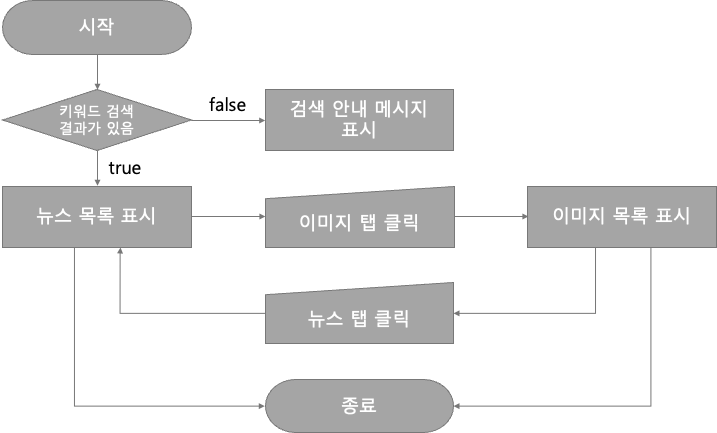 시작
키워드 검색
결과가 있음
false
검색 안내 메시지
표시
true
뉴스 목록 표시
이미지 탭 클릭
이미지 목록 표시
뉴스 탭 클릭
종료